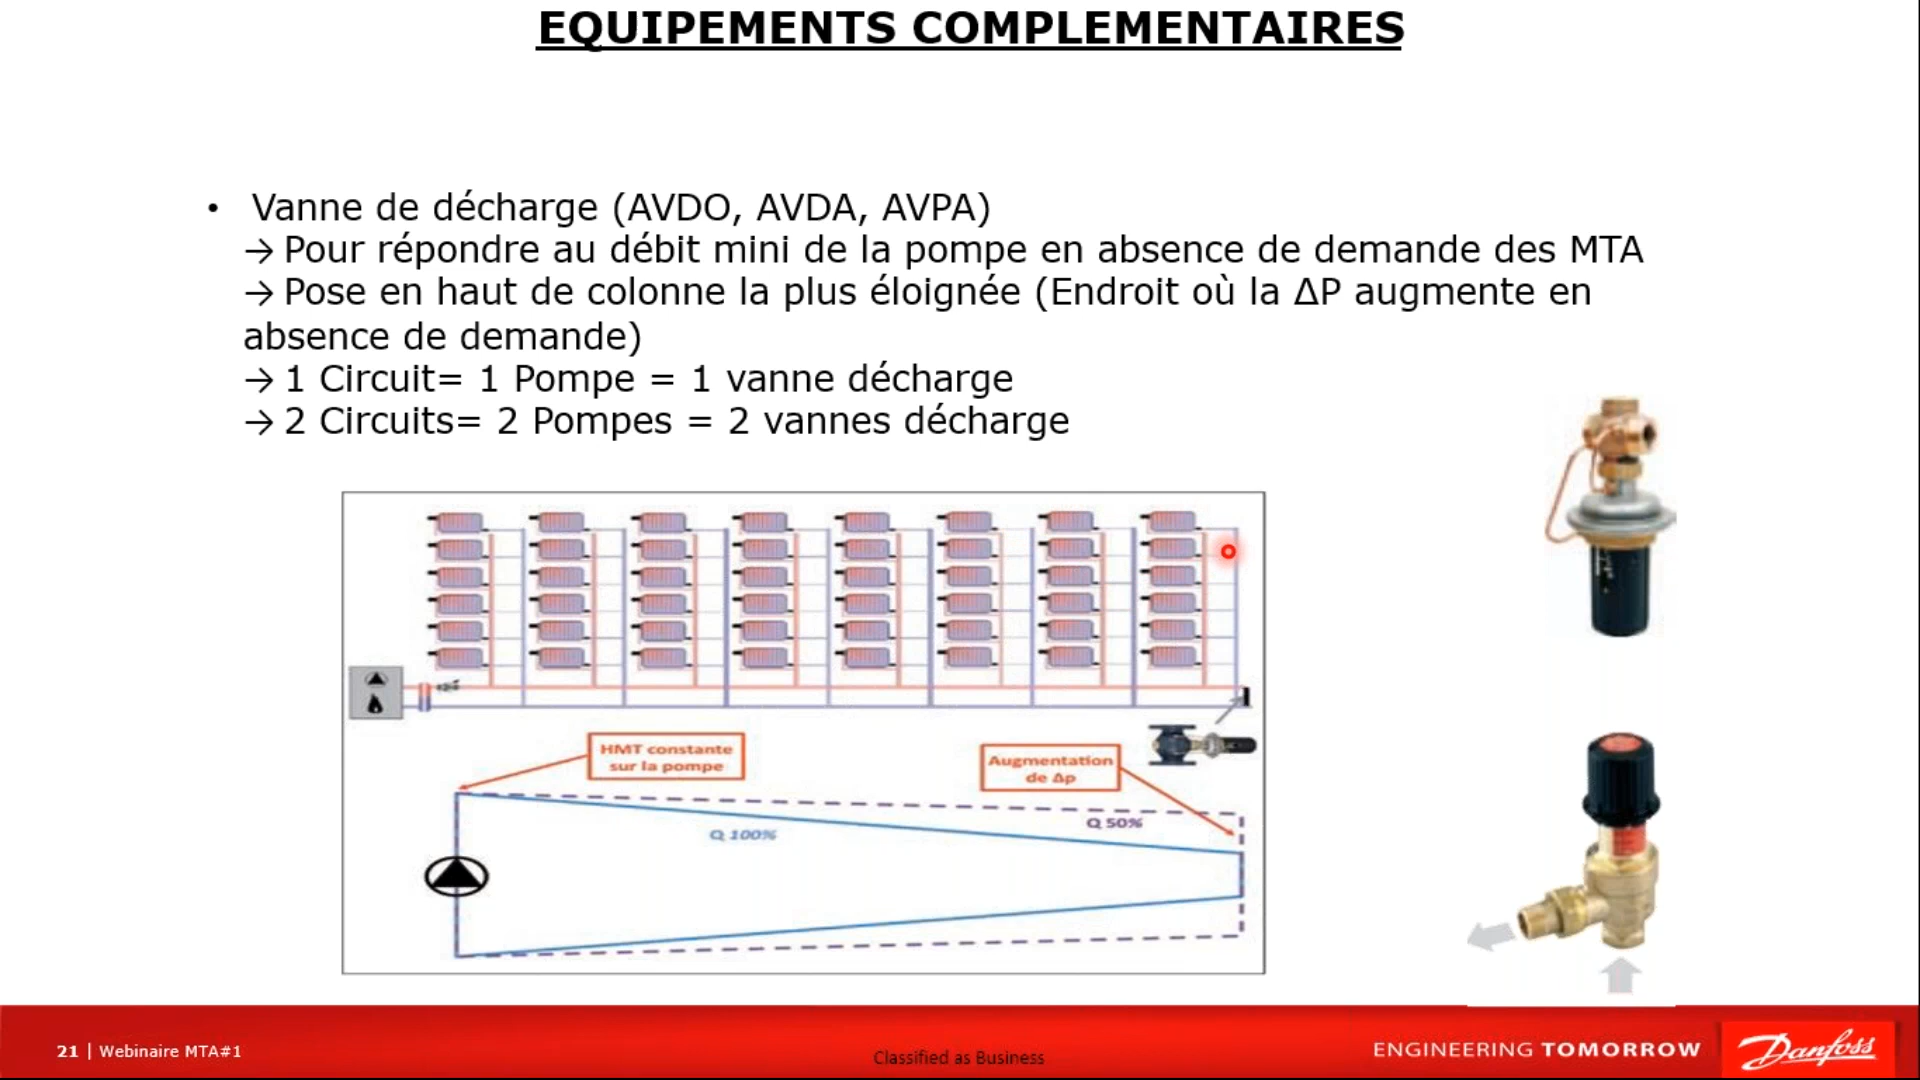 EQUIPEMENTS COMPLEMENTAIRES
• Vanne de décharge (AVDO, AVDA, AVPA)
→ Pour répondre au débit mini de la pompe en absence de demande des MTA
→ Pose en haut de colonne la plus éloignée (Endroit où la ΔP augmente en
absence de demande)
→ 1 Circuit= 1 Pompe = 1 vanne décharge
→ 2 Circuits= 2 Pompes = 2 vannes décharge
HMT constante
sur la pompe
Augmentation
de Δp
Q 100%
Q 50%
21 | Webinaire MTA#1
Classified as Business
ENGINEERING TOMORROW
Danfoss